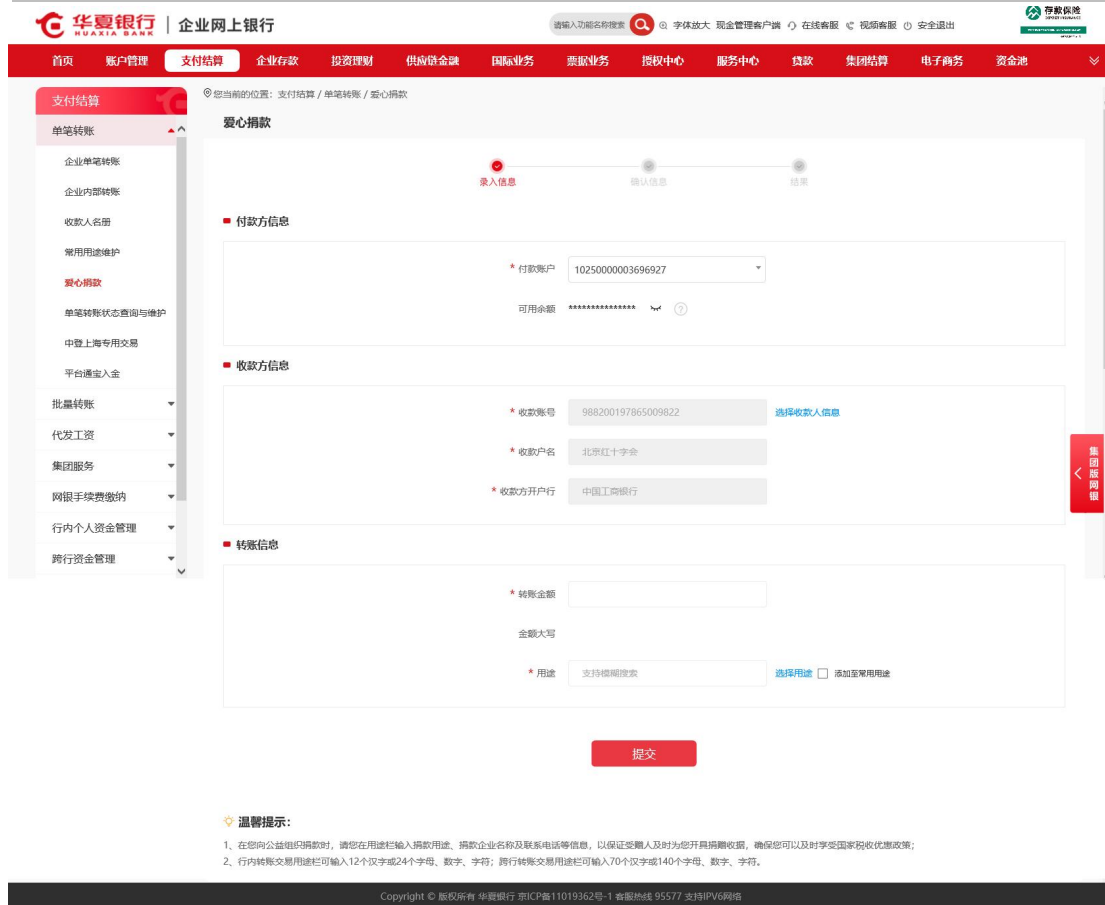 华夏银行 企业网上银行
HUAXIA BANK
请输入功能名称搜索 字体放大 现金管理客户端 在线客服 视频客服 安全退出
存款保险
首页 账户管理 支付结算 企业存款 投资理财 供应链金融 国际业务 票据业务 授权中心 服务中心 贷款 集团结算 电子商务 资金池
支付结算
单笔转账
企业单笔转账
企业内部转账
收款人名册
常用用途维护
爱心捐款
单笔转账状态查询与维护
中登上海专用交易
平台通宝入金
批量转账
代发工资
集团服务
网银手续费缴纳
行内个人资金管理
跨行资金管理
您当前的位置：支付结算 / 单笔转账 / 爱心捐款
爱心捐款
录入信息 确认信息 结果
付款方信息
* 付款账户 10250000003696927
可用余额 *************** ?
收款方信息
* 收款账号 988200197865009822 选择收款人信息
* 收款户名 北京红十字会
* 收款方开户行 中国工商银行
转账信息
* 转账金额
金额大写
* 用途 支持模糊搜索 选择用途 添加至常用用途
提交
集团版网银
温馨提示：
1、在您向公益组织捐款时，请您在用途栏输入捐款用途、捐款企业名称及联系电话等信息，以保证受赠人及时为您开具捐赠收据，确保您可以及时享受国家税收优惠政策；
2、行内转账交易用途栏可输入12个汉字或24个字母、数字、字符；跨行转账交易用途栏可输入70个汉字或140个字母、数字、字符。
Copyright © 版权所有 华夏银行 京ICP备11019362号-1 客服热线 95577 支持IPV6网络